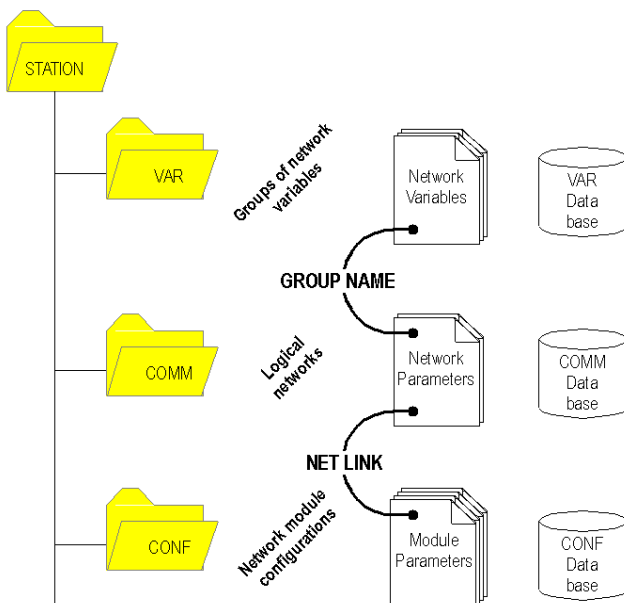 STATION
VAR
Groups of network
variables
Network
Variables
VAR
Data
base
GROUP NAME
COMM
Logical
networks
Network
Parameters
COMM
Data
base
NET LINK
CONF
Network module
configurations
Module
Parameters
CONF
Data
base